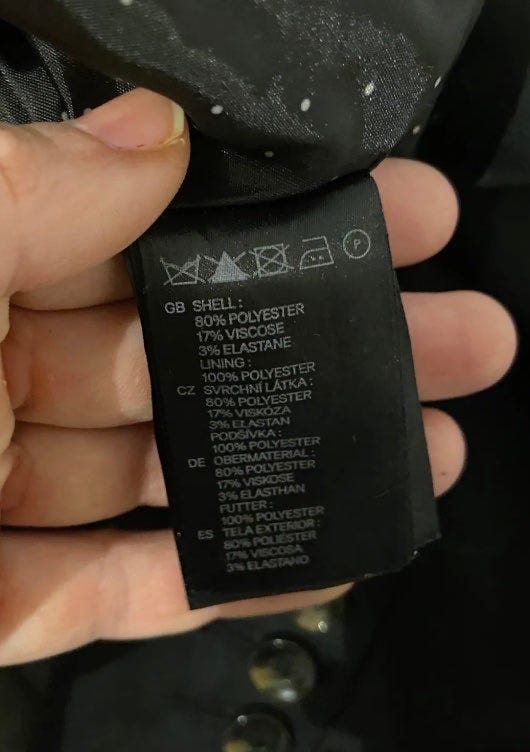 P
GB SHELL:
80% POLYESTER
17% VISCOSE
3% ELASTANE
LINING:
100% POLYESTER
CZ SVRCHNÍ LÁTKA:
80% POLYESTER
17% VISKÓZA
3% ELASTAN
PODŠÍVKA:
100% POLYESTER
DE OBERMATERIAL:
80% POLYESTER
17% VISKOSE
3% ELASTHAN
FUTTER:
100% POLYESTER
ES TELA EXTERIOR:
80% POLIÉSTER
17% VISCOSA
3% ELASTANO